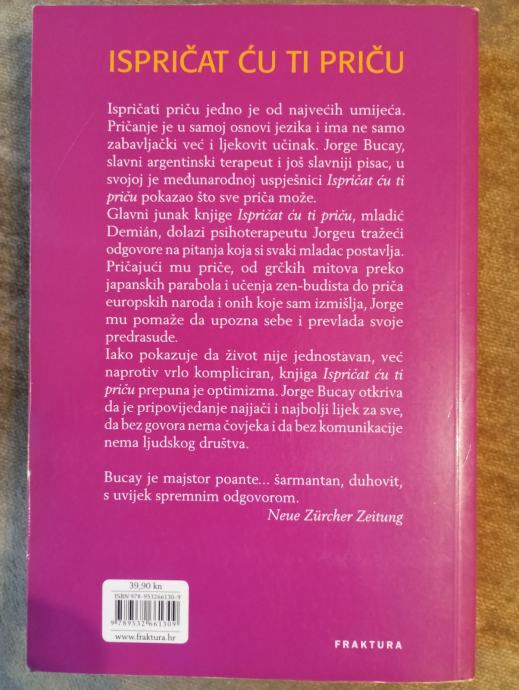 ISPRIČAT ĆU TI PRIČU
Ispričati priču jedno je od najvećih umijeća.
Pričanje je u samoj osnovi jezika i ima ne samo
zabavljački već i ljekovit učinak. Jorge Bucay,
slavni argentinski terapeut i još slavniji pisac, u
svojoj je međunarodnoj uspješnici Ispričat ću ti
priču pokazao što sve priča može.
Glavni junak knjige Ispričat ću ti priču, mladić
Demián, dolazi psihoterapeutu Jorgeu tražeći
odgovore na pitanja koja si svaki mladac postavlja.
Pričajući mu priče, od grčkih mitova preko
japanskih parabola i učenja zen-budista do priča
europskih naroda i onih koje sam izmišlja, Jorge
mu pomaže da upozna sebe i prevlada svoje
predrasude.
Iako pokazuje da život nije jednostavan, već
naprotiv vrlo kompliciran, knjiga Ispričat ću ti
priču prepuna je optimizma. Jorge Bucay otkriva
da je pripovijedanje najjači i najbolji lijek za sve,
da bez govora nema čovjeka i da bez komunikacije
nema ljudskog društva.
Bucay je majstor poante... šarmantan, duhovit,
s uvijek spremnim odgovorom.
Neue Zürcher Zeitung
39,90 kn
ISBN 978-953266130-9
9 789532 661309
www.fraktura.hr
FRAKTURA